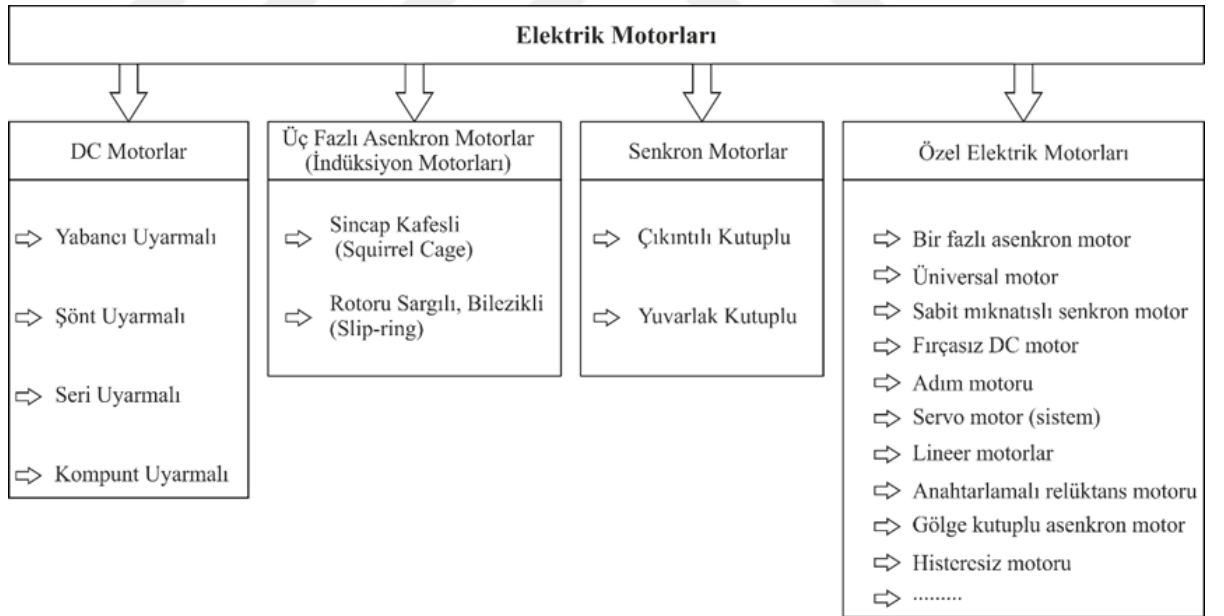 Elektrik Motorları
DC Motorlar
Yabancı Uyarmalı
Şönt Uyarmalı
Seri Uyarmalı
Kompunt Uyarmalı
Üç Fazlı Asenkron Motorlar
(İndüksiyon Motorları)
Sincap Kafesli
(Squirrel Cage)
Rotoru Sargılı, Bilezikli
(Slip-ring)
Senkron Motorlar
Çıkıntılı Kutuplu
Yuvarlak Kutuplu
Özel Elektrik Motorları
Bir fazlı asenkron motor
Üniversal motor
Sabit mıknatıslı senkron motor
Fırçasız DC motor
Adım motoru
Servo motor (sistem)
Lineer motorlar
Anahtarlamalı relüktans motoru
Gölge kutuplu asenkron motor
Histeresiz motoru
.........